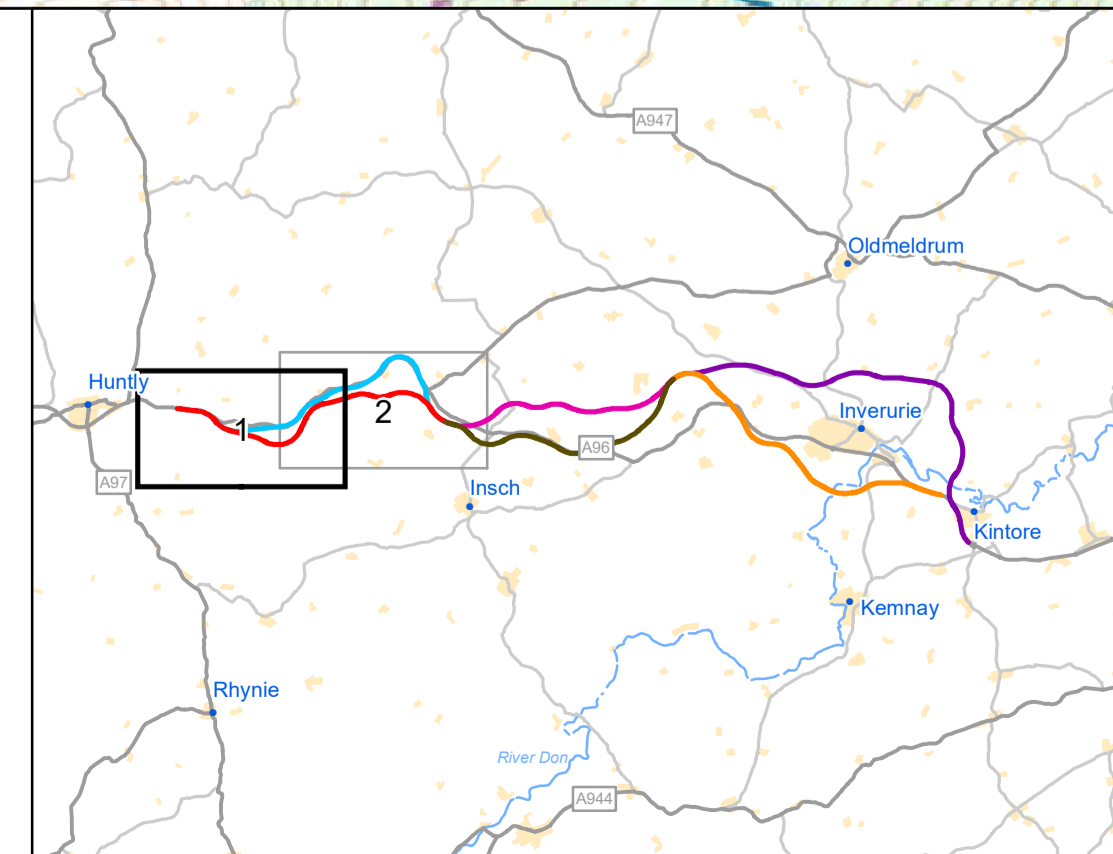 A947
Oldmeldrum
Huntly
2
Inverurie
1
A96
A97
Insch
Kintore
Kemnay
Rhynie
River Don
A944